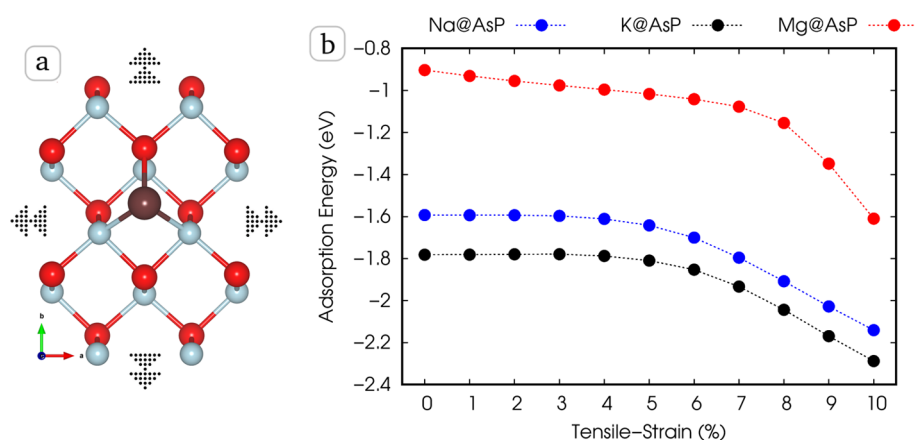 a
b
a
b
Na@AsP
K@AsP
Mg@AsP
Adsorption Energy (eV)
−0.8
−1
−1.2
−1.4
−1.6
−1.8
−2
−2.2
−2.4
0 1 2 3 4 5 6 7 8 9 10
Tensile−Strain (%)